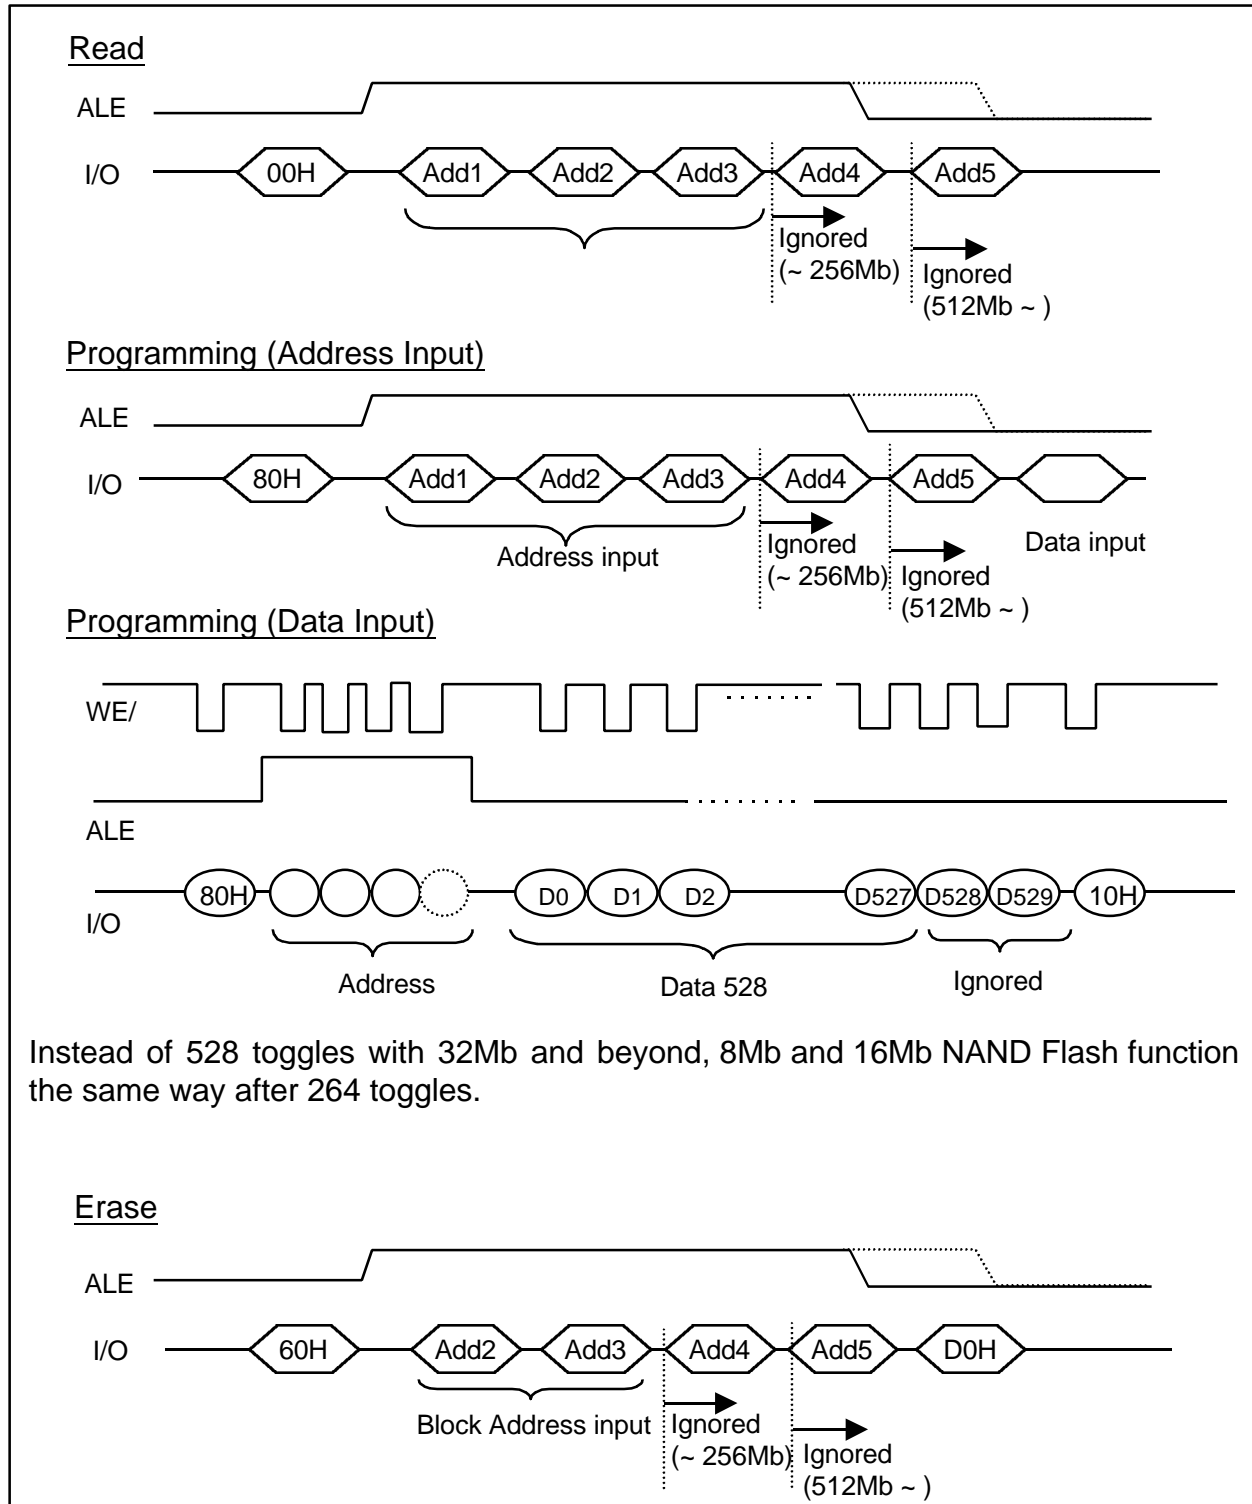 Read
ALE
I/O 00H Add1 Add2 Add3 Add4 Add5
Ignored
(~ 256Mb)
Ignored
(512Mb ~ )
Programming (Address Input)
ALE
I/O 80H Add1 Add2 Add3 Add4 Add5
Address input
Ignored
(~ 256Mb)
Ignored
(512Mb ~ )
Data input
Programming (Data Input)
WE/
ALE
I/O 80H D0 D1 D2 D527 D528 D529 10H
Address Data 528 Ignored
Instead of 528 toggles with 32Mb and beyond, 8Mb and 16Mb NAND Flash function
the same way after 264 toggles.
Erase
ALE
I/O 60H Add2 Add3 Add4 Add5 D0H
Block Address input
Ignored
(~ 256Mb)
Ignored
(512Mb ~ )